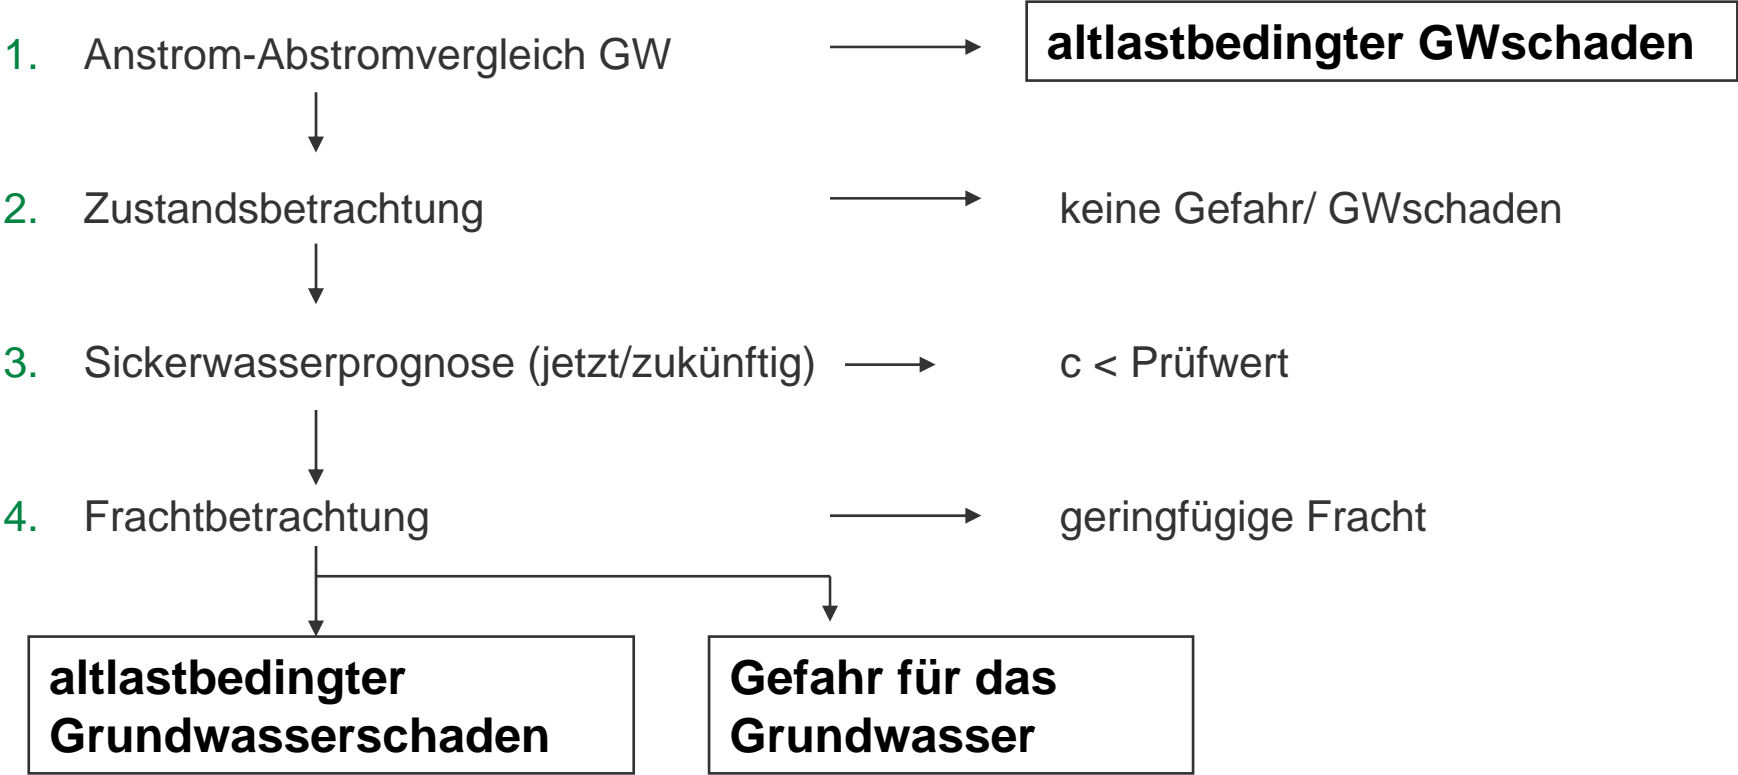 1. Anstrom-Abstromvergleich GW
altlastbedingter GWschaden
2. Zustandsbetrachtung
keine Gefahr/ GWschaden
3. Sickerwasserprognose (jetzt/zukünftig)
c < Prüfwert
4. Frachtbetrachtung
geringfügige Fracht
altlastbedingter
Grundwasserschaden
Gefahr für das
Grundwasser